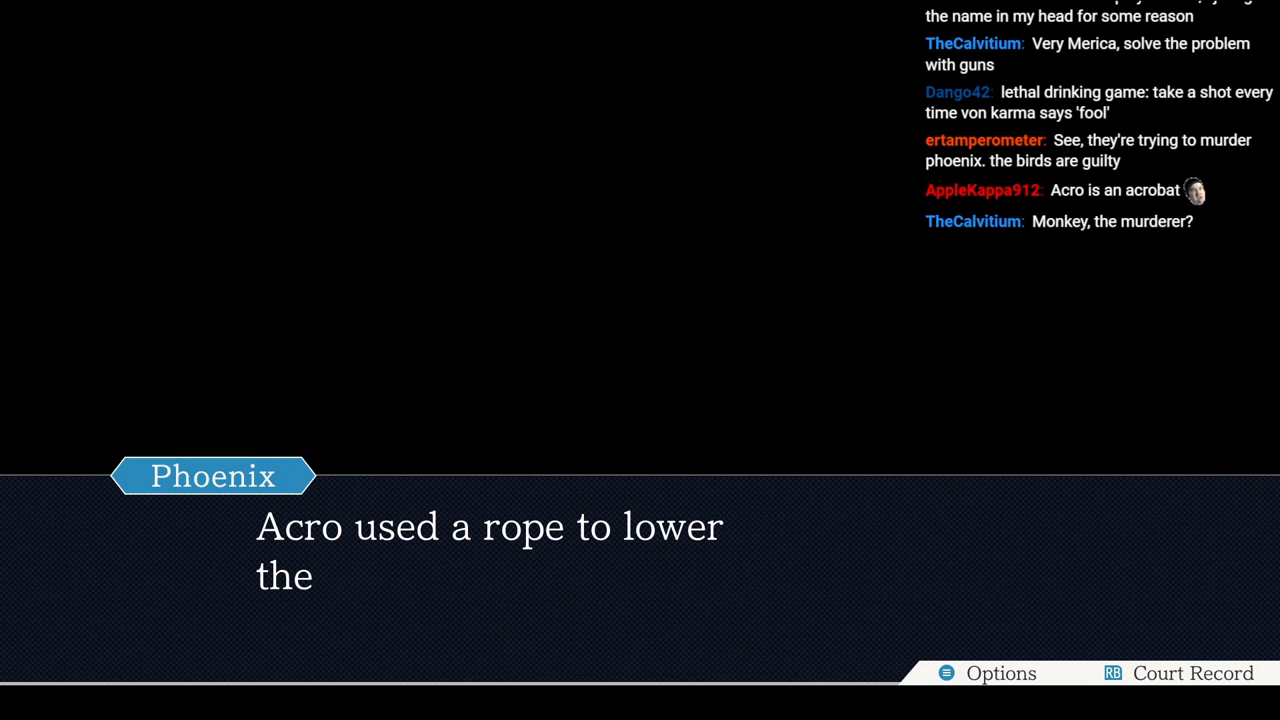 the name in my head for some reason
TheCalvitium: Very Merica, solve the problem
with guns
Dango42: lethal drinking game: take a shot every
time von karma says 'fool'
ertamperometer: See, they're trying to murder
phoenix. the birds are guilty
AppleKappa912: Acro is an acrobat
TheCalvitium: Monkey, the murderer?
Phoenix
Acro used a rope to lower
the
Options
RB Court Record